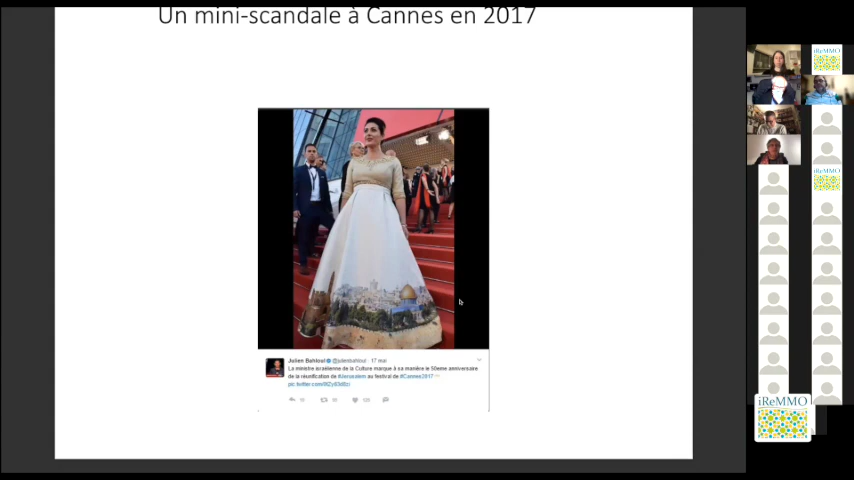 Un mini-scandale à Cannes en 2017
Julien Bahloul @julienbahloul · 17 mai
La ministre israélienne de la Culture marque à sa manière le 50eme anniversaire
de la réunification de #Jerusalem au festival de #Cannes2017
iReMMO
iReMMO
iReMMO